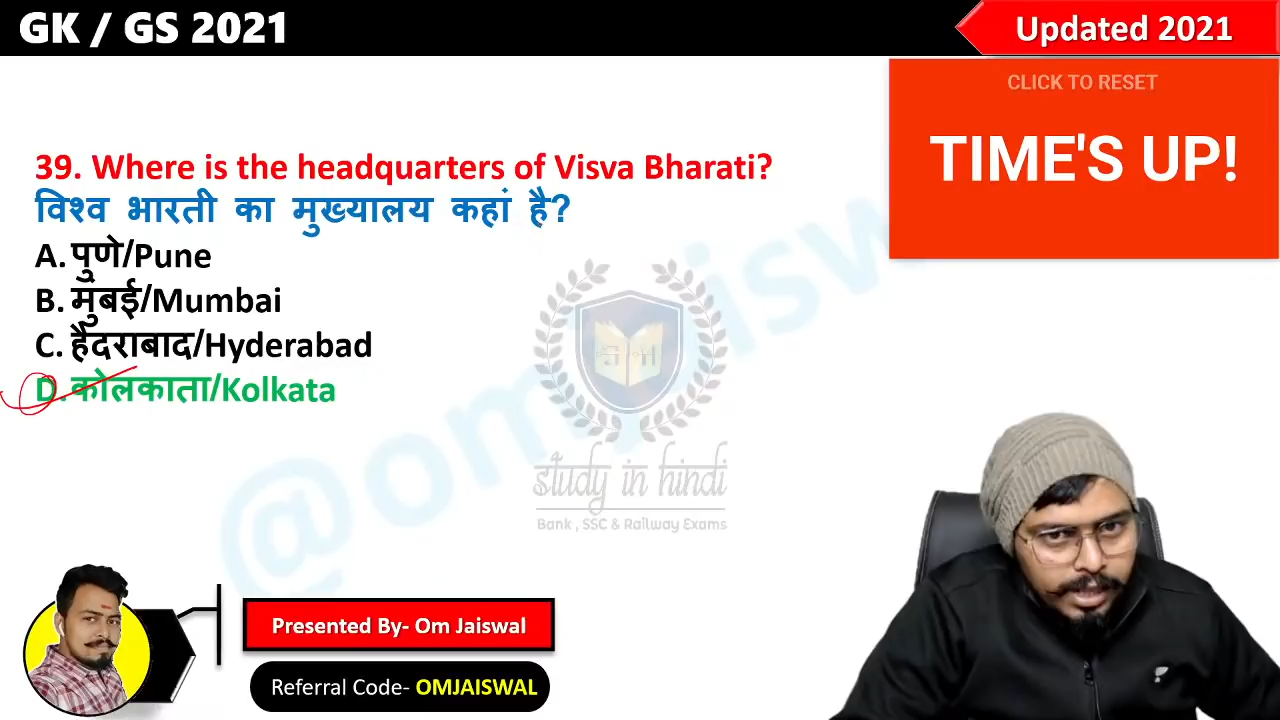 GK / GS 2021
Updated 2021
CLICK TO RESET
TIME'S UP!
39. Where is the headquarters of Visva Bharati?
विश्व भारती का मुख्यालय कहां है?
A. पुणे/Pune
B. मुंबई/Mumbai
C. हैदराबाद/Hyderabad
D. कोलकाता/Kolkata
@omjaisw
study in hindi
Bank , SSC & Railway Exams
Presented By- Om Jaiswal
Referral Code- OMJAISWAL